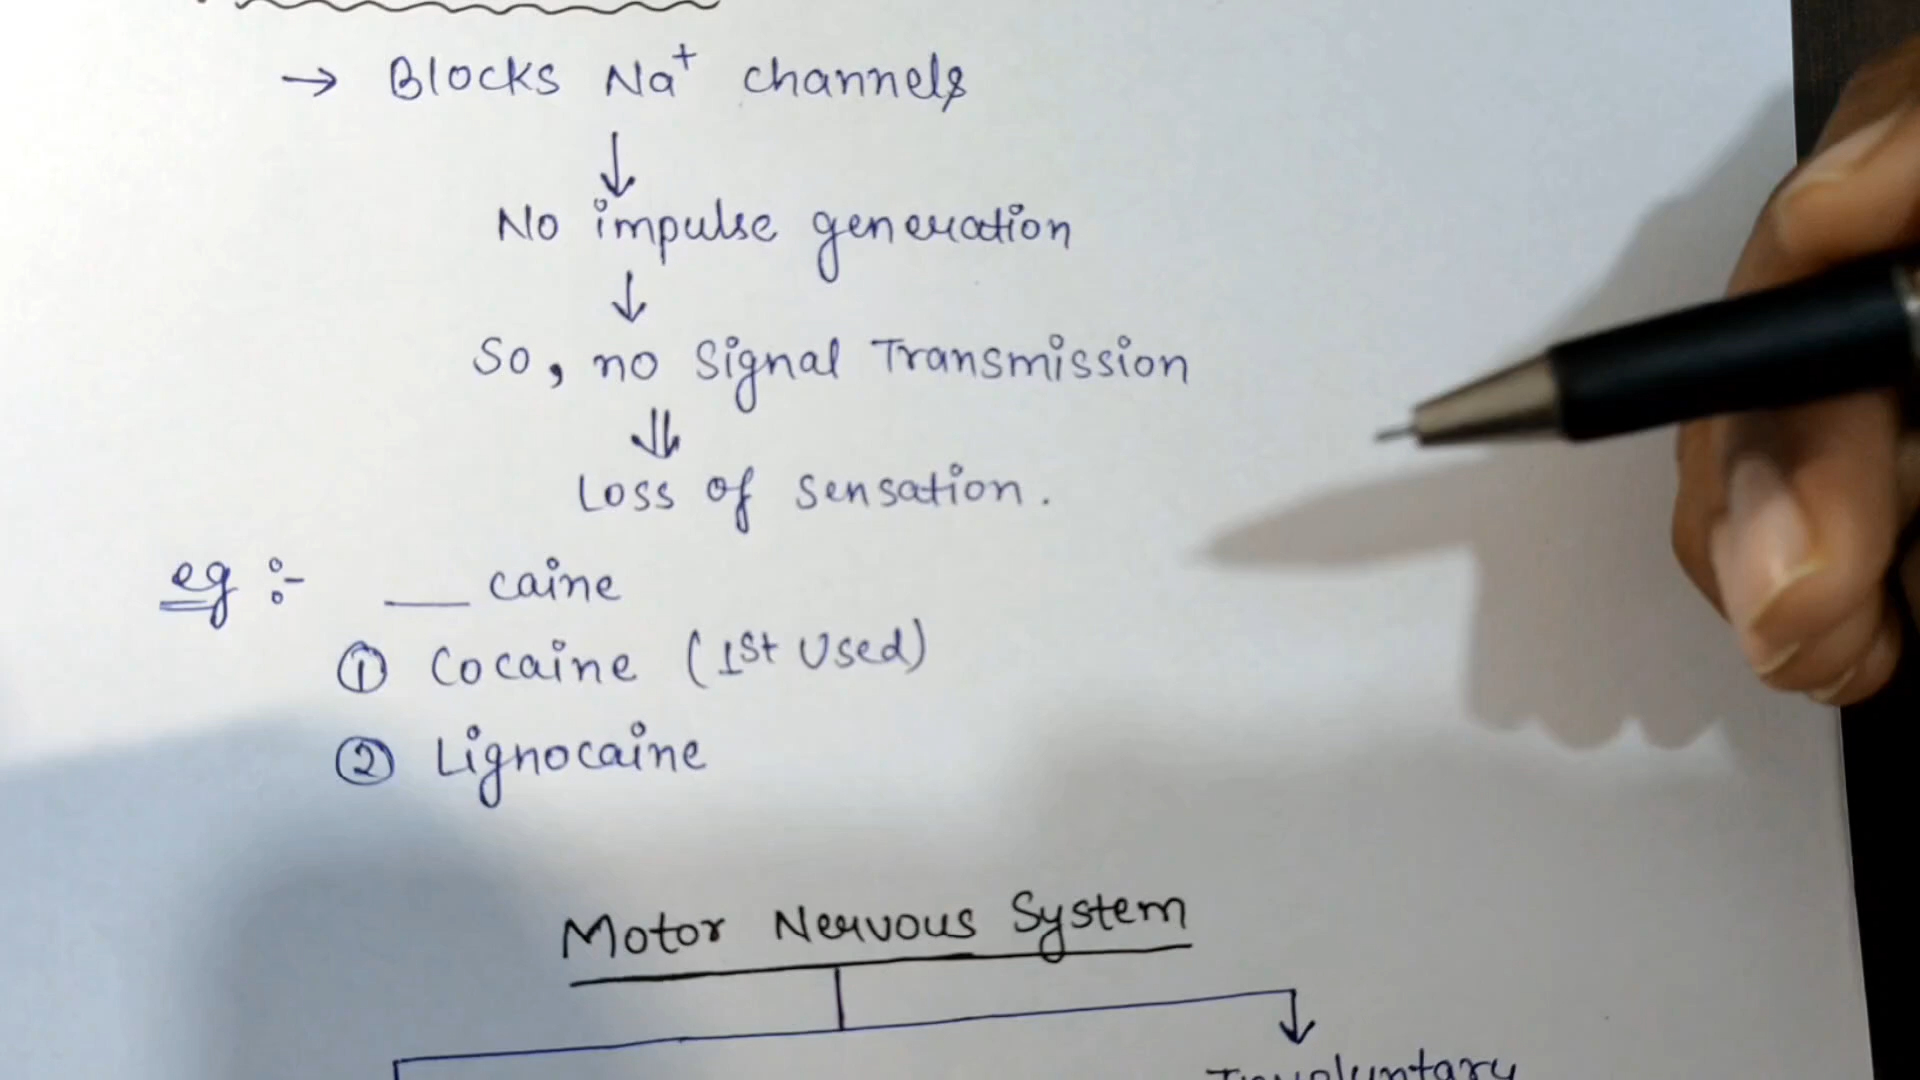 → Blocks Na⁺ channels
↓
No impulse generation
↓
So, no Signal Transmission
⇓
Loss of sensation.
eg :- ___ caine
① Cocaine (1st Used)
② Lignocaine
Motor Nervous System
Involuntary